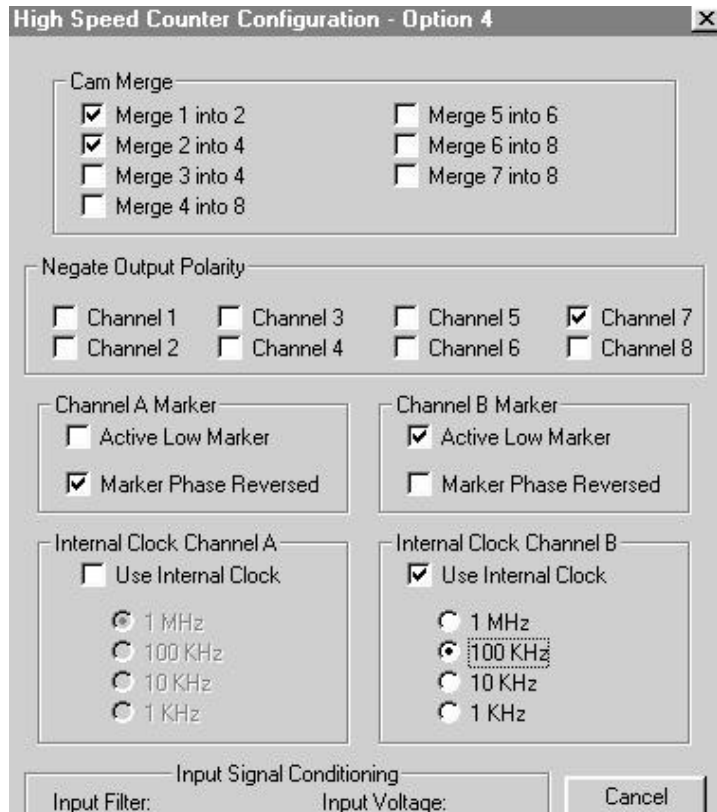 High Speed Counter Configuration - Option 4
Cam Merge
Merge 1 into 2
Merge 5 into 6
Merge 2 into 4
Merge 6 into 8
Merge 3 into 4
Merge 7 into 8
Merge 4 into 8
Negate Output Polarity
Channel 1
Channel 3
Channel 5
Channel 7
Channel 2
Channel 4
Channel 6
Channel 8
Channel A Marker
Active Low Marker
Marker Phase Reversed
Channel B Marker
Active Low Marker
Marker Phase Reversed
Internal Clock Channel A
Use Internal Clock
1 MHz
100 KHz
10 KHz
1 KHz
Internal Clock Channel B
Use Internal Clock
1 MHz
100 KHz
10 KHz
1 KHz
Input Signal Conditioning
Input Filter:
Input Voltage:
Cancel